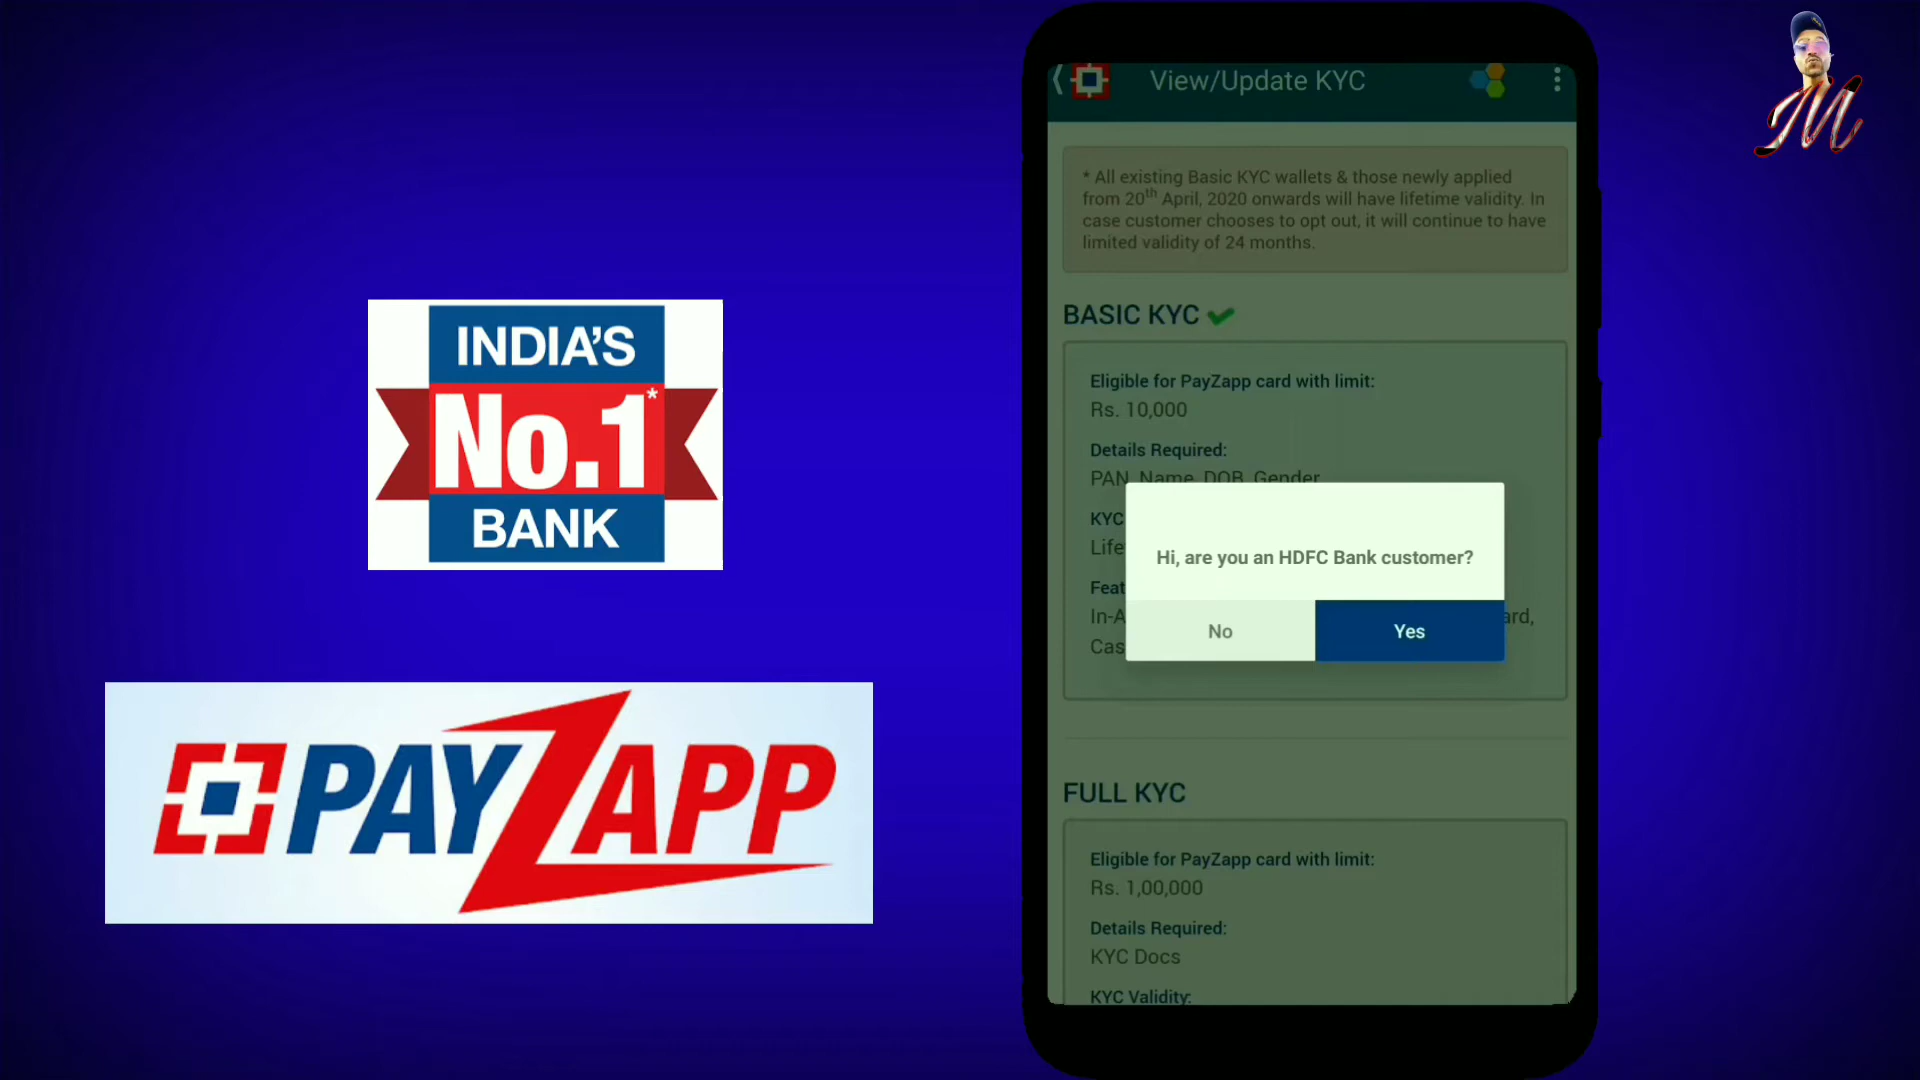 INDIA'S
No.1*
BANK
PAYZAPP
View/Update KYC
* All existing Basic KYC wallets & those newly applied
from 20th April, 2020 onwards will have lifetime validity. In
case customer chooses to opt out, it will continue to have
limited validity of 24 months.
BASIC KYC
Eligible for PayZapp card with limit:
Rs. 10,000
Details Required:
PAN, Name, DOB, Gender
KYC
Hi, are you an HDFC Bank customer?
No
Yes
FULL KYC
Eligible for PayZapp card with limit:
Rs. 1,00,000
Details Required:
KYC Docs
KYC Validity:
M